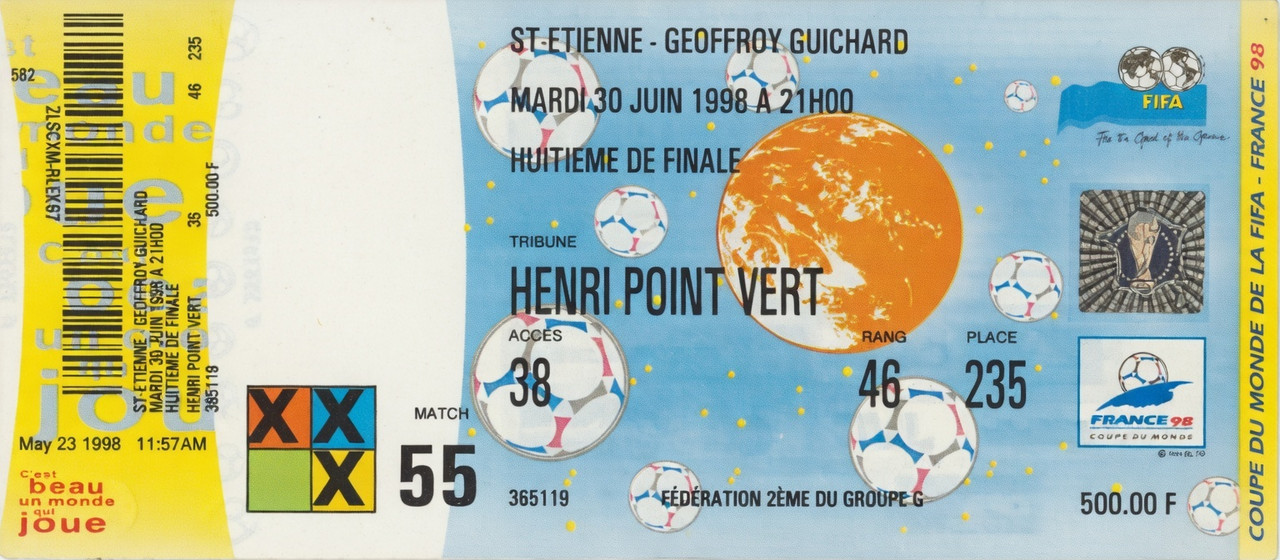 582
ZLSCXM-RLEX67
ST-ETIENNE - GEOFFROY GUICHARD
MARDI 30 JUIN 1998 A 21H00
HUITIEME DE FINALE
HENRI POINT VERT 36 46 235
365119 500.00 F
May 23 1998 11:57AM
C'est
beau
un monde
qui
joue
X X
X
MATCH
55
ST-ETIENNE - GEOFFROY GUICHARD
MARDI 30 JUIN 1998 A 21H00
HUITIEME DE FINALE
TRIBUNE
HENRI POINT VERT
ACCÈS RANG PLACE
38 46 235
365119 FÉDÉRATION 2ÈME DU GROUPE G
500.00 F
FIFA
For the Good of the Game
FRANCE 98
COUPE DU MONDE
COUPE DU MONDE DE LA FIFA - FRANCE 98